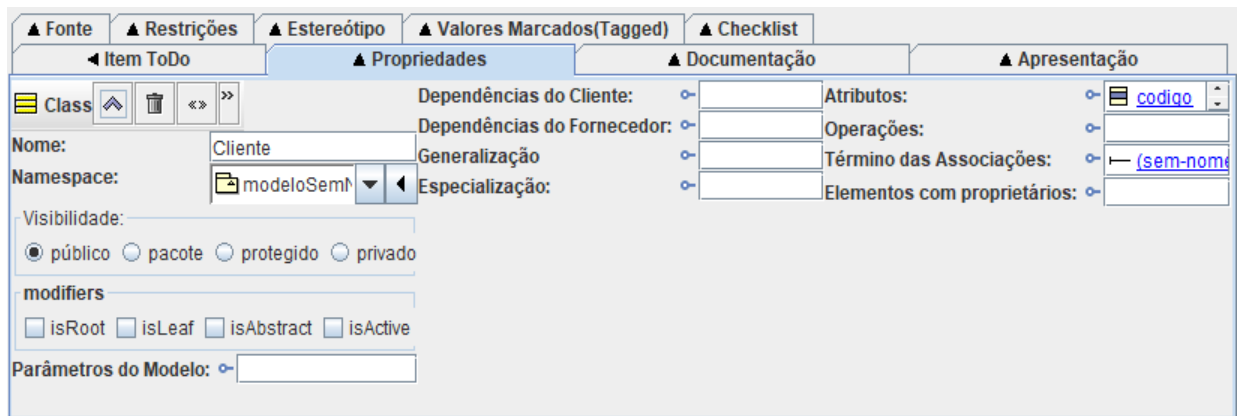 Fonte Restrições Estereótipo Valores Marcados(Tagged) Checklist
Item ToDo Propriedades Documentação Apresentação
Class «» »
Nome: Cliente
Namespace: modeloSemN
Visibilidade:
público pacote protegido privado
modifiers
isRoot isLeaf isAbstract isActive
Parâmetros do Modelo:
Dependências do Cliente:
Dependências do Fornecedor:
Generalização
Especialização:
Atributos: codigo
Operações:
Término das Associações: (sem-nome
Elementos com proprietários: